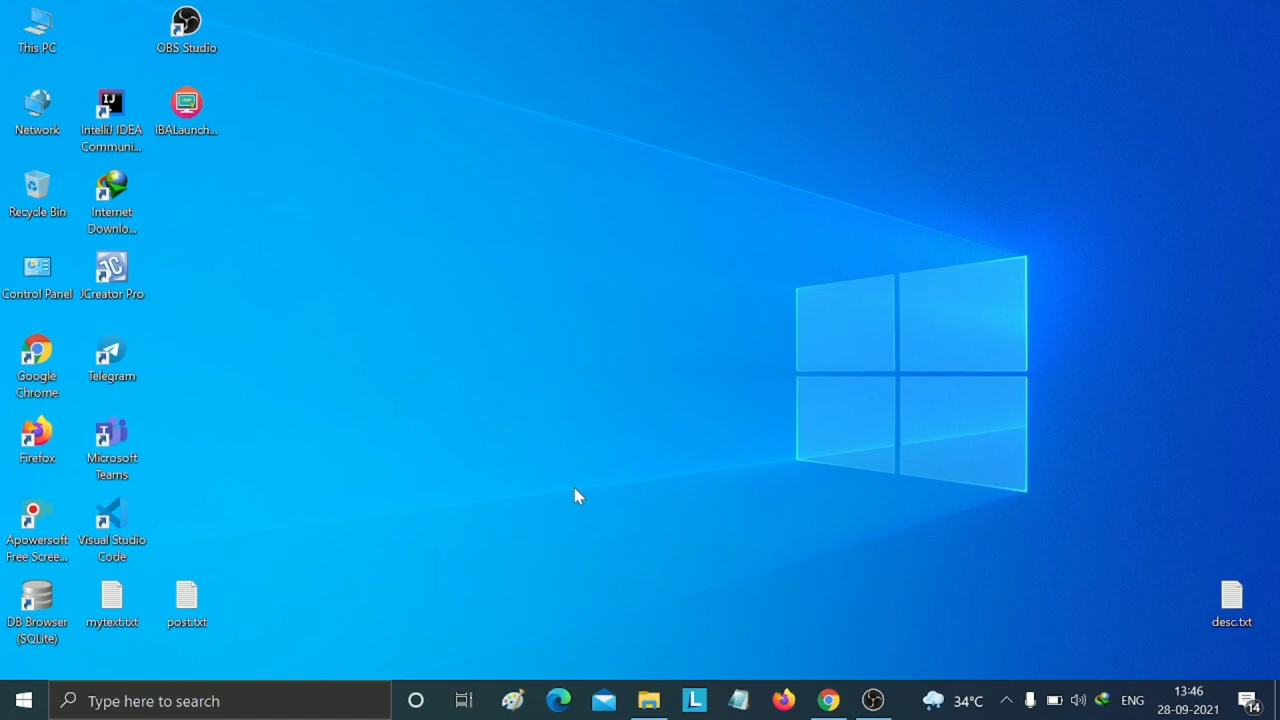 This PC
OBS Studio
Network
IntelliJ IDEA
Communi...
IBALaunch...
Recycle Bin
Internet
Downlo...
Control Panel
JCreator Pro
Google
Chrome
Telegram
Firefox
Microsoft
Teams
Apowersoft
Free Scree...
Visual Studio
Code
DB Browser
(SQLite)
mytext.txt
post.txt
desc.txt
Type here to search
34°C
ENG
13:46
28-09-2021
14